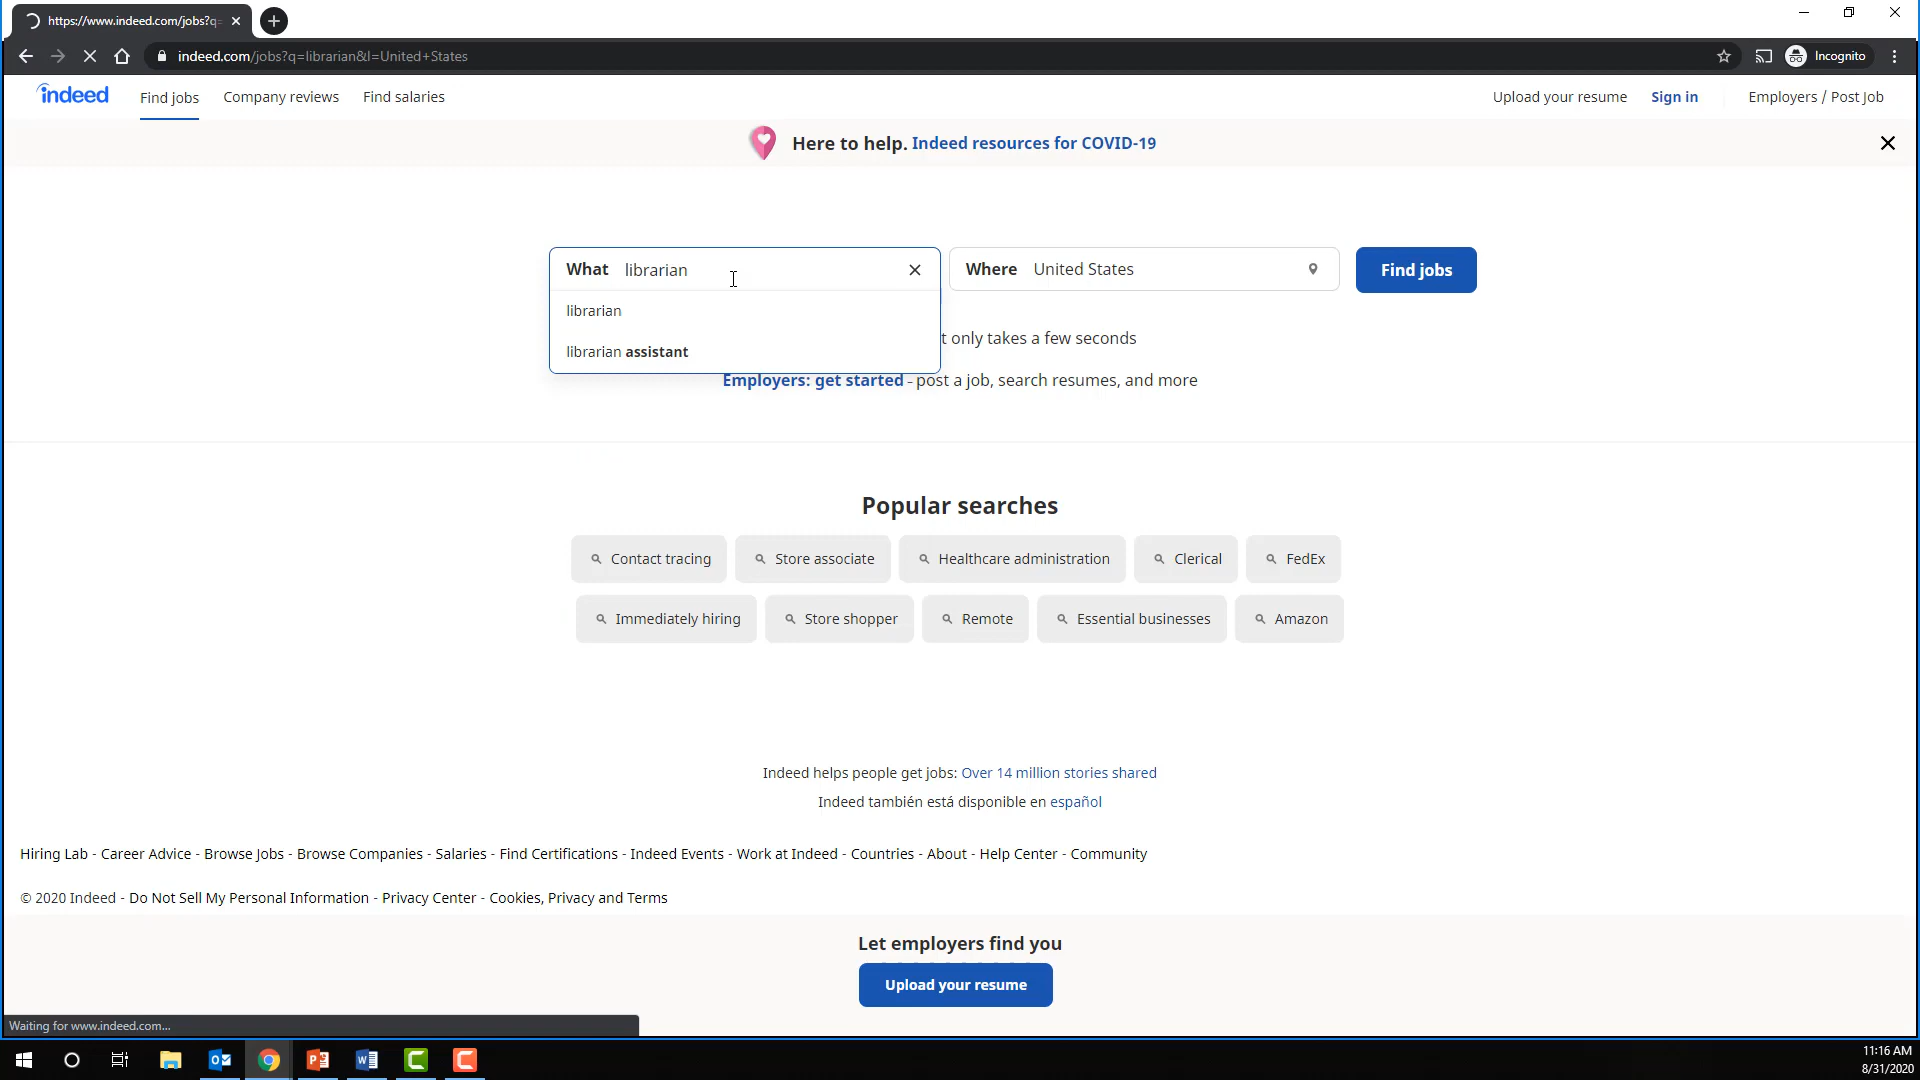 https://www.indeed.com/jobs?q=
indeed.com/jobs?q=librarian&l=United+States
Incognito
indeed Find jobs Company reviews Find salaries Upload your resume Sign in Employers / Post Job
Here to help. Indeed resources for COVID-19
What librarian Where United States Find jobs
librarian
t only takes a few seconds
librarian assistant
Employers: get started - post a job, search resumes, and more
Popular searches
Contact tracing Store associate Healthcare administration Clerical FedEx
Immediately hiring Store shopper Remote Essential businesses Amazon
Indeed helps people get jobs: Over 14 million stories shared
Indeed también está disponible en español
Hiring Lab - Career Advice - Browse Jobs - Browse Companies - Salaries - Find Certifications - Indeed Events - Work at Indeed - Countries - About - Help Center - Community
© 2020 Indeed - Do Not Sell My Personal Information - Privacy Center - Cookies, Privacy and Terms
Let employers find you
Upload your resume
Waiting for www.indeed.com...
11:16 AM
8/31/2020